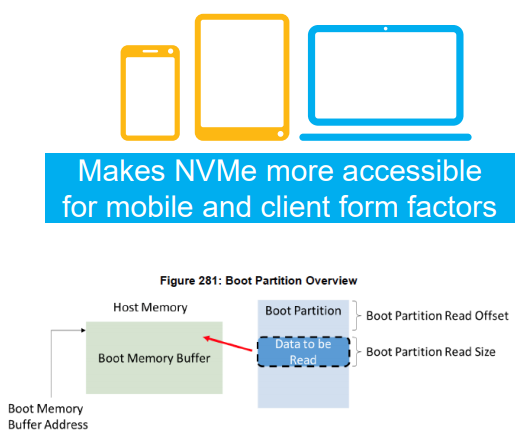 Makes NVMe more accessible
for mobile and client form factors
Figure 281: Boot Partition Overview
Host Memory
Boot Partition
Boot Partition Read Offset
Data to be
Read
Boot Partition Read Size
Boot Memory Buffer
Boot Memory
Buffer Address